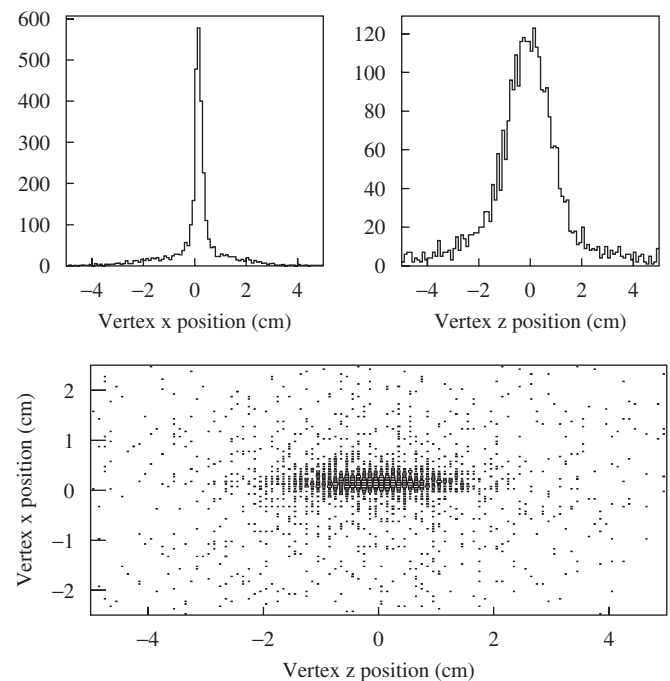 600
500
400
300
200
100
0
−4 −2 0 2 4
Vertex x position (cm)
120
100
80
60
40
20
0
−4 −2 0 2 4
Vertex z position (cm)
Vertex x position (cm)
2
1
0
−1
−2
−4 −2 0 2 4
Vertex z position (cm)